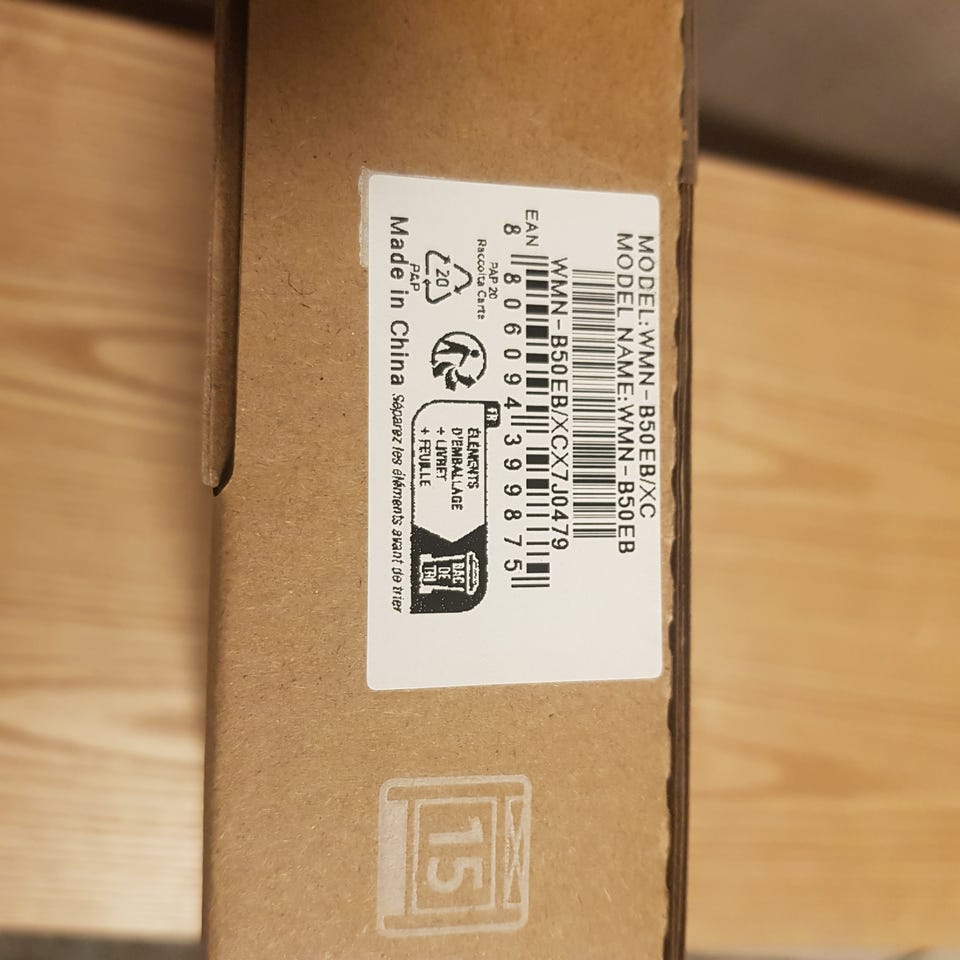 MODEL:WMN-B50EB/XC
MODEL NAME:WMN-B50EB
WMN-B50EB/XCX7J0479
EAN
8 806094 399875
PAP 20
Raccolta Carta
20
PAP
FR
ÉLÉMENTS
D'EMBALLAGE
+ LIVRET
+ FEUILLE
BAC
DE
TRI
Made in China
Séparez les éléments avant de trier
15